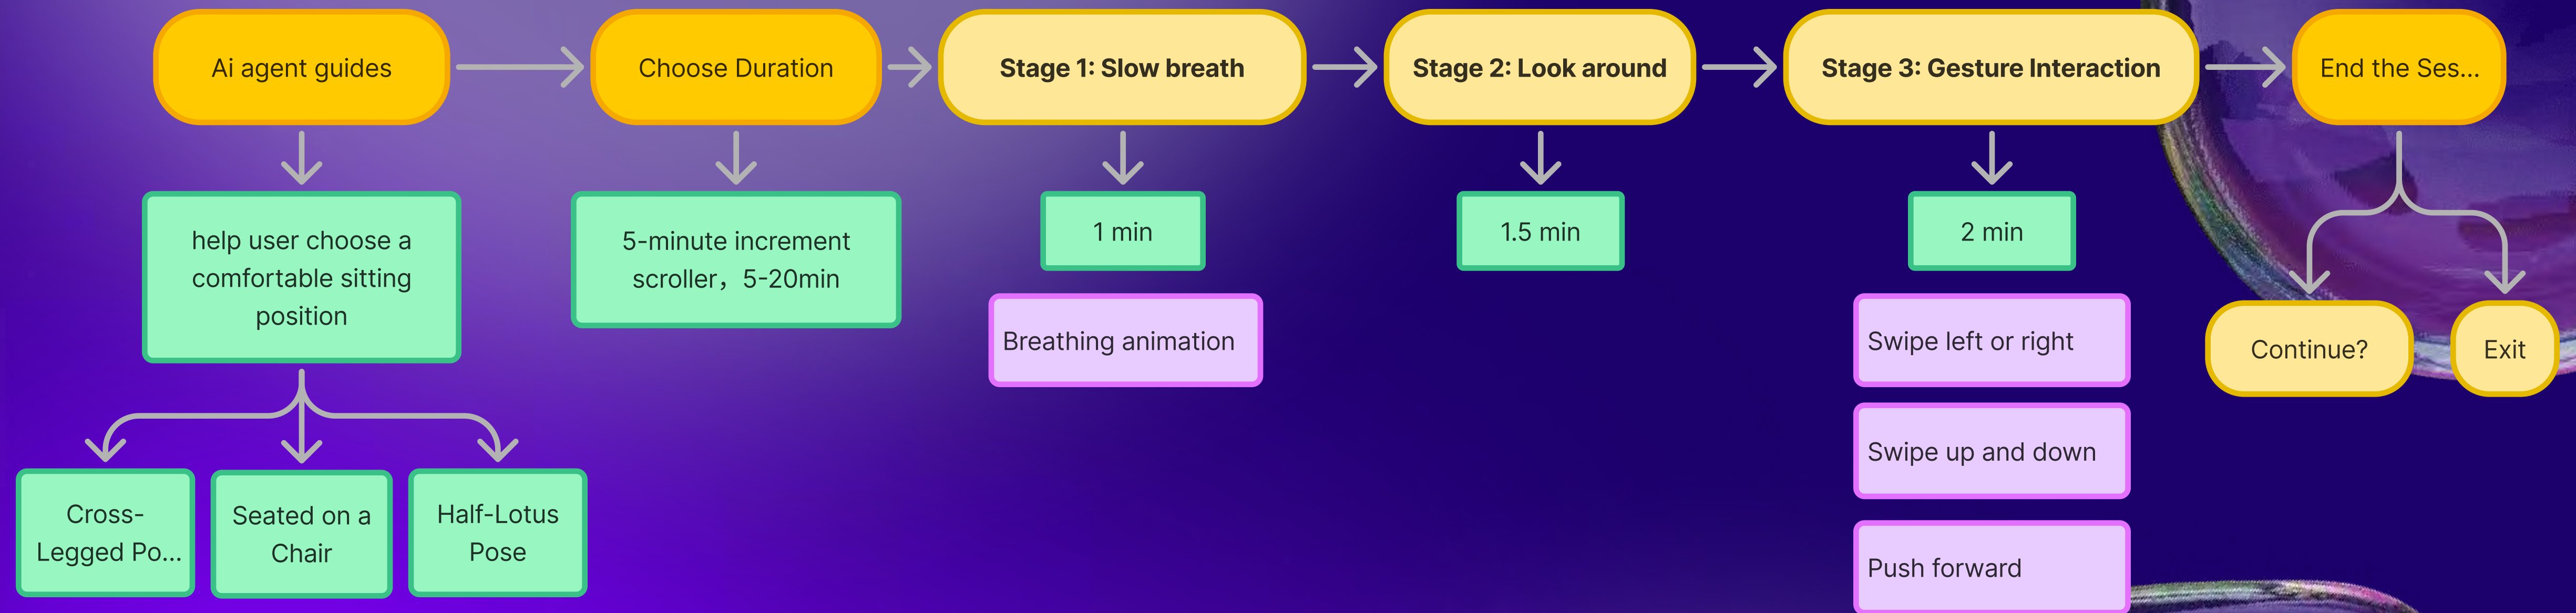 Ai agent guides
Choose Duration
Stage 1: Slow breath
Stage 2: Look around
Stage 3: Gesture Interaction
End the Ses...
help user choose a
comfortable sitting
position
5-minute increment
scroller，5-20min
1 min
1.5 min
2 min
Breathing animation
Swipe left or right
Swipe up and down
Push forward
Continue?
Exit
Cross-
Legged Po...
Seated on a
Chair
Half-Lotus
Pose